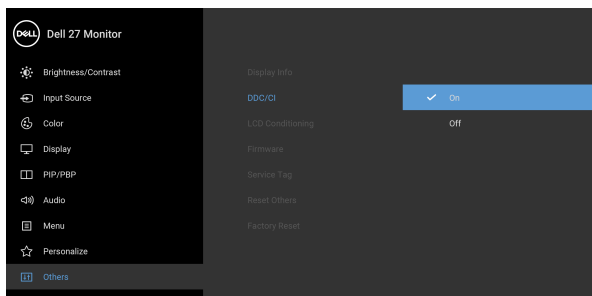 DELL Dell 27 Monitor
Brightness/Contrast
Input Source
Color
Display
PIP/PBP
Audio
Menu
Personalize
Others
Display Info
DDC/CI
LCD Conditioning
Firmware
Service Tag
Reset Others
Factory Reset
On
Off